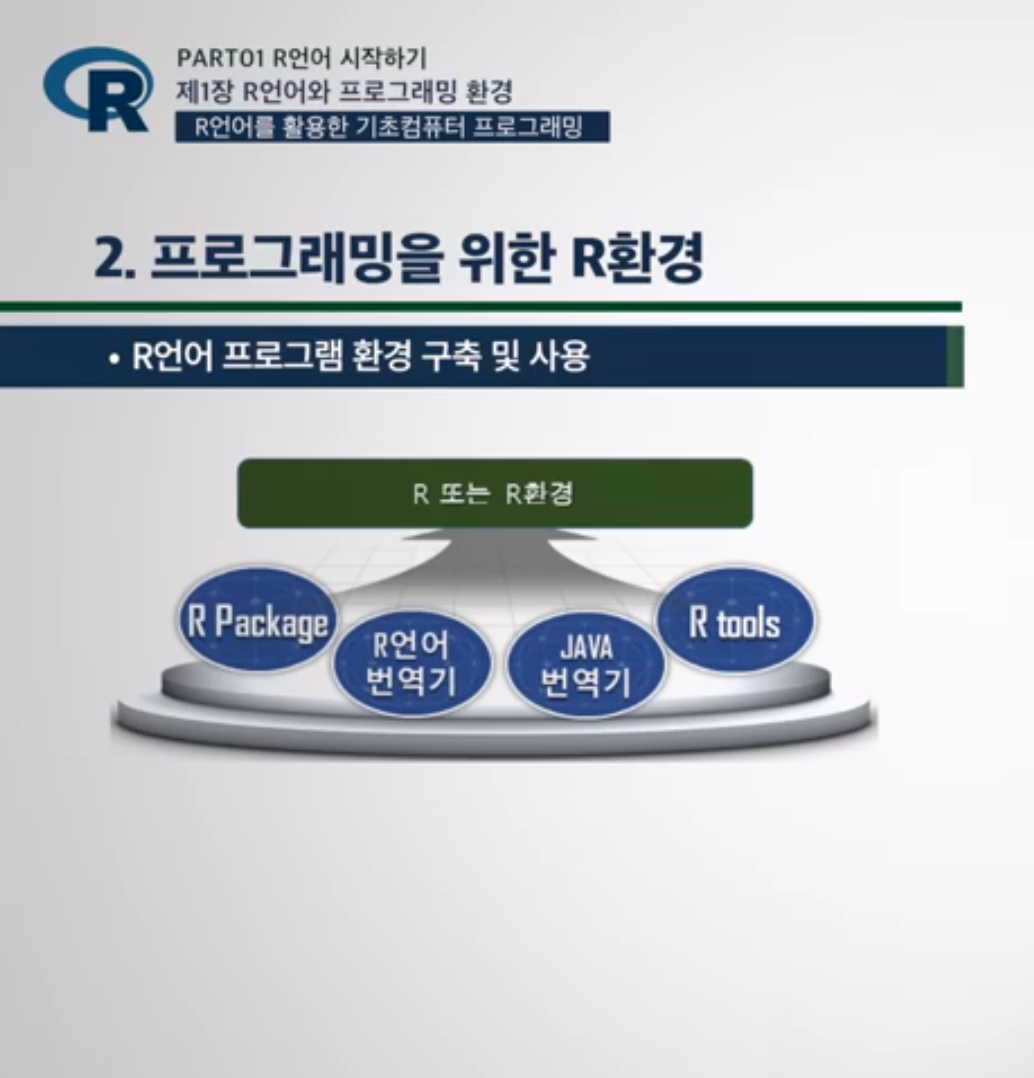 R
PART01 R언어 시작하기
제1장 R언어와 프로그래밍 환경
R언어를 활용한 기초컴퓨터 프로그래밍
2. 프로그래밍을 위한 R환경
• R언어 프로그램 환경 구축 및 사용
R 또는 R환경
R Package
R언어
번역기
JAVA
번역기
R tools